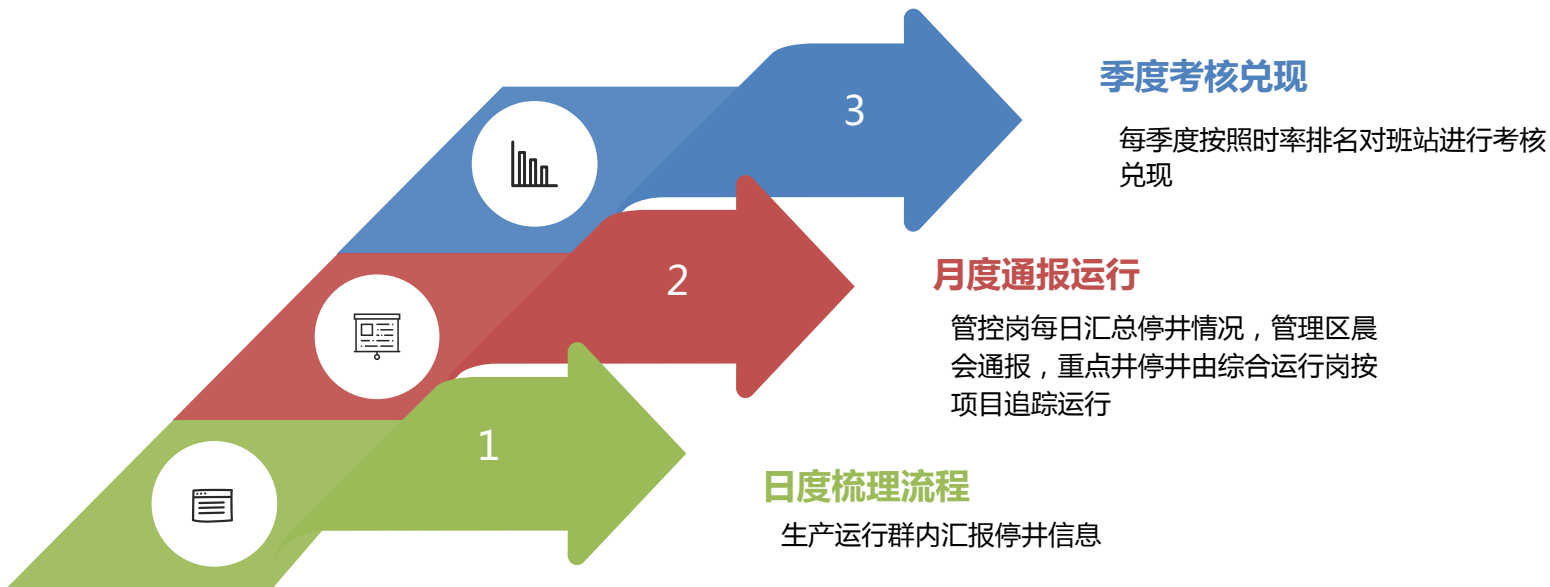 3
季度考核兑现
每季度按照时率排名对班站进行考核
兑现
2
月度通报运行
管控岗每日汇总停井情况，管理区晨
会通报，重点井停井由综合运行岗按
项目追踪运行
1
日度梳理流程
生产运行群内汇报停井信息